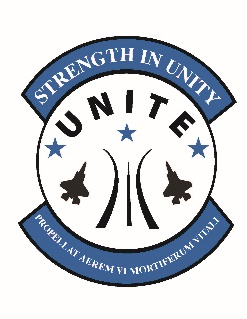 STRENGTH IN UNITY
UNITE
PROPELLAT AEREM VI MORTIFERUM VITALI